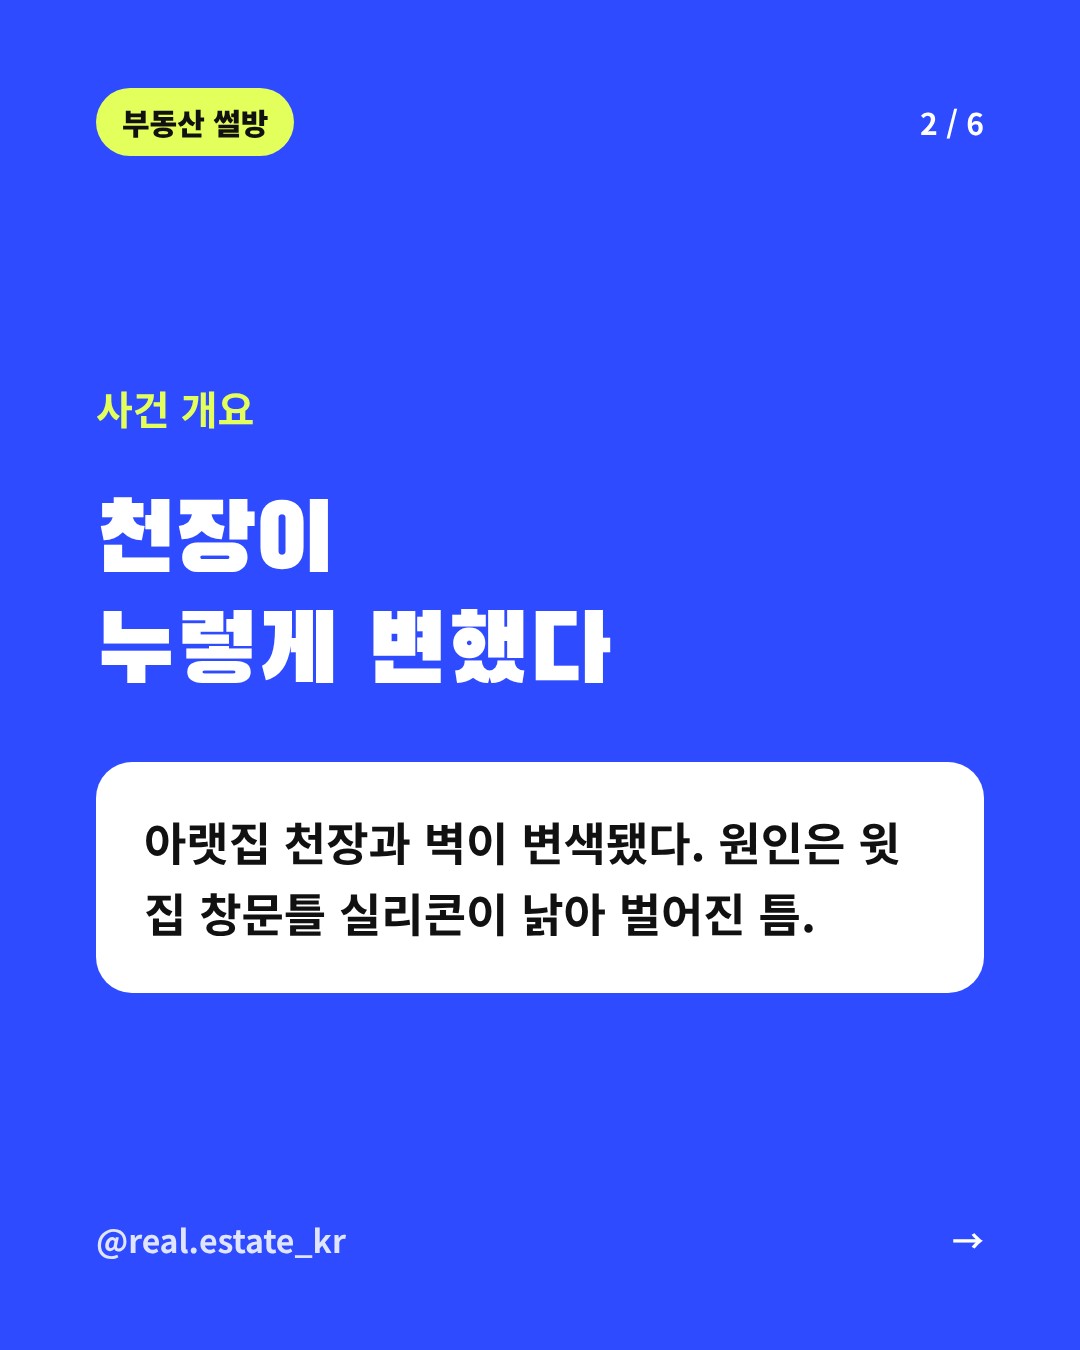 부동산 썰방
2 / 6
사건 개요
천장이
누렇게 변했다
아랫집 천장과 벽이 변색됐다. 원인은 윗
집 창문틀 실리콘이 낡아 벌어진 틈.
@real.estate_kr
→